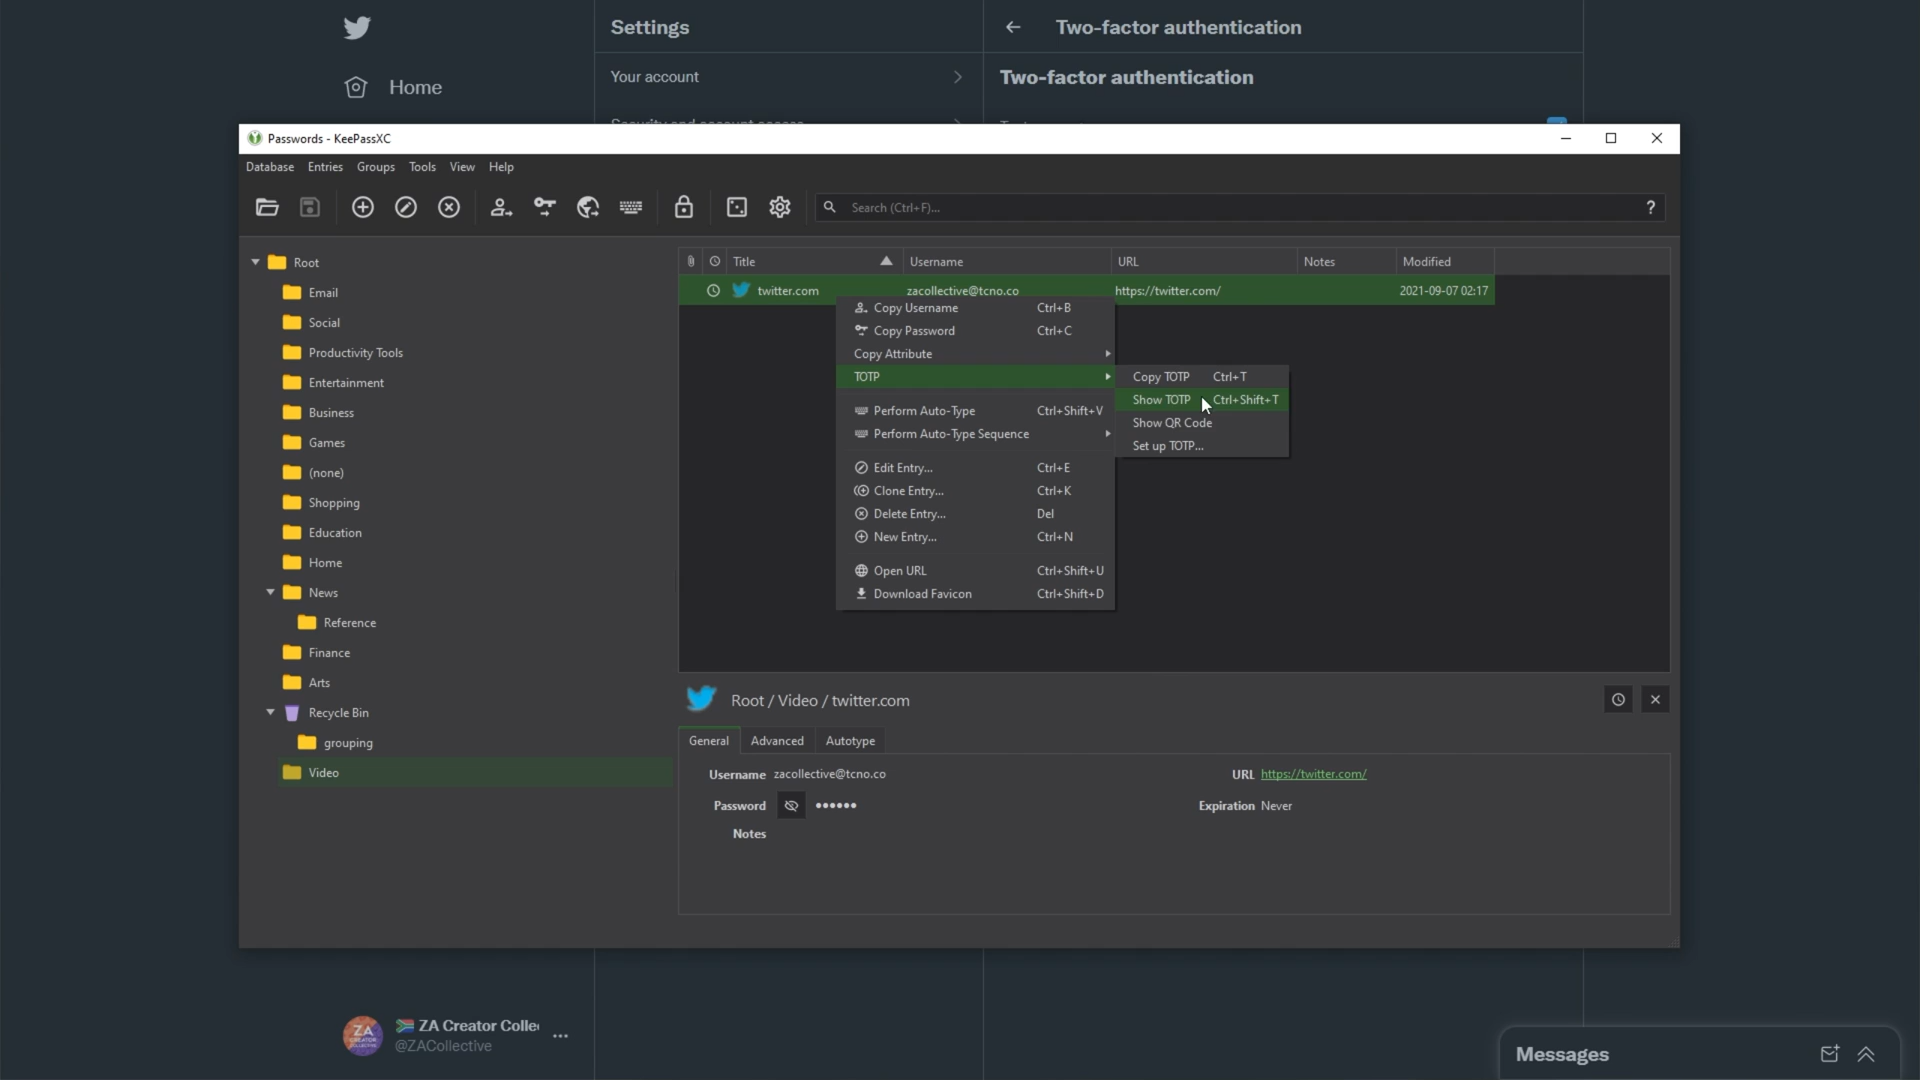 Settings
Two-factor authentication
Home
Your account
Two-factor authentication
Security and account access
Passwords - KeePassXC
Database Entries Groups Tools View Help
Search (Ctrl+F)...
?
Root
Email
Social
Productivity Tools
Entertainment
Business
Games
(none)
Shopping
Education
Home
News
Reference
Finance
Arts
Recycle Bin
grouping
Video
Title Username URL Notes Modified
twitter.com zacollective@tcno.co https://twitter.com/ 2021-09-07 02:17
Copy Username Ctrl+B
Copy Password Ctrl+C
Copy Attribute
TOTP
Perform Auto-Type Ctrl+Shift+V
Perform Auto-Type Sequence
Edit Entry... Ctrl+E
Clone Entry... Ctrl+K
Delete Entry... Del
New Entry... Ctrl+N
Open URL Ctrl+Shift+U
Download Favicon Ctrl+Shift+D
Copy TOTP Ctrl+T
Show TOTP Ctrl+Shift+T
Show QR Code
Set up TOTP...
Root / Video / twitter.com
General Advanced Autotype
Username zacollective@tcno.co URL https://twitter.com/
Password •••••• Expiration Never
Notes
ZA
CREATOR
COLLECTIVE
ZA Creator Colle
@ZACollective
Messages